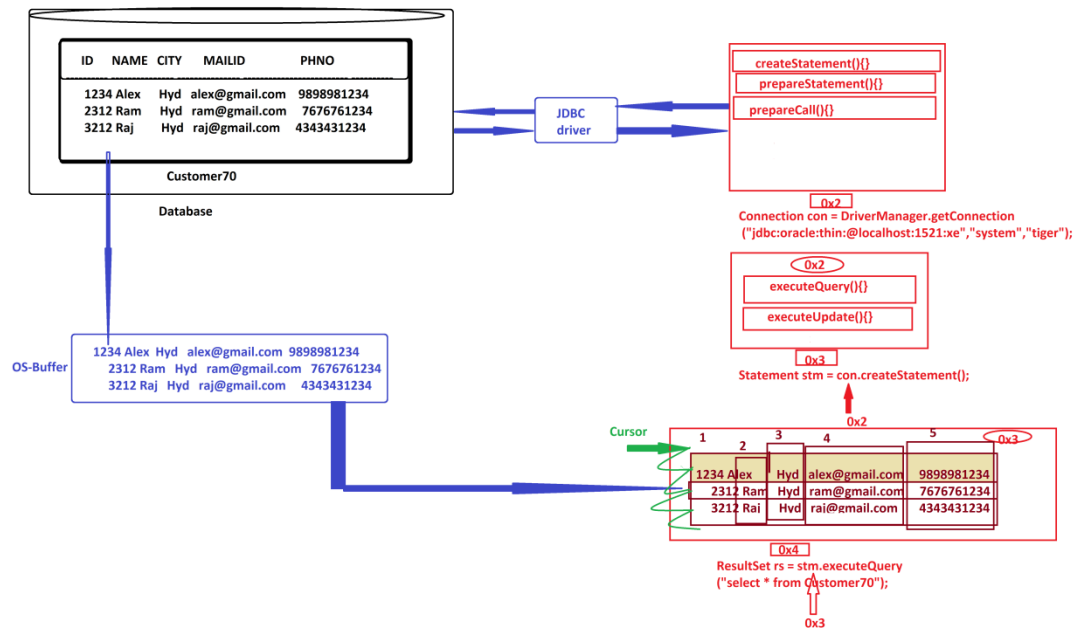 ID NAME CITY MAILID PHNO
1234 Alex Hyd alex@gmail.com 9898981234
2312 Ram Hyd ram@gmail.com 7676761234
3212 Raj Hyd raj@gmail.com 4343431234
Customer70
Database
JDBC
driver
createStatement(){}
prepareStatement(){}
prepareCall(){}
0x2
Connection con = DriverManager.getConnection
("jdbc:oracle:thin:@localhost:1521:xe","system","tiger");
0x2
executeQuery(){}
executeUpdate(){}
0x3
Statement stm = con.createStatement();
0x2
OS-Buffer
1234 Alex Hyd alex@gmail.com 9898981234
2312 Ram Hyd ram@gmail.com 7676761234
3212 Raj Hyd raj@gmail.com 4343431234
Cursor
1 2 3 4 5
0x3
1234 Alex Hyd alex@gmail.com 9898981234
2312 Ram Hyd ram@gmail.com 7676761234
3212 Raj Hyd raj@gmail.com 4343431234
0x4
ResultSet rs = stm.executeQuery
("select * from Customer70");
0x3